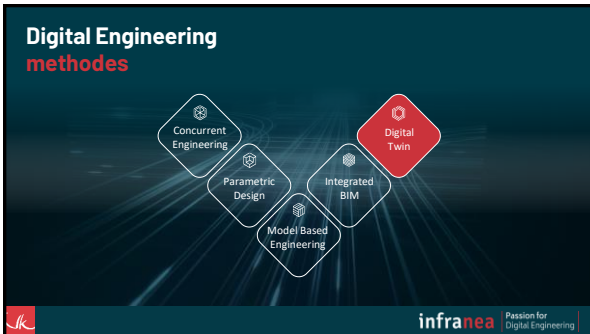 Digital Engineering
methodes
Concurrent
Engineering
Digital
Twin
Parametric
Design
Integrated
BIM
Model Based
Engineering
infranea
Passion for
Digital Engineering